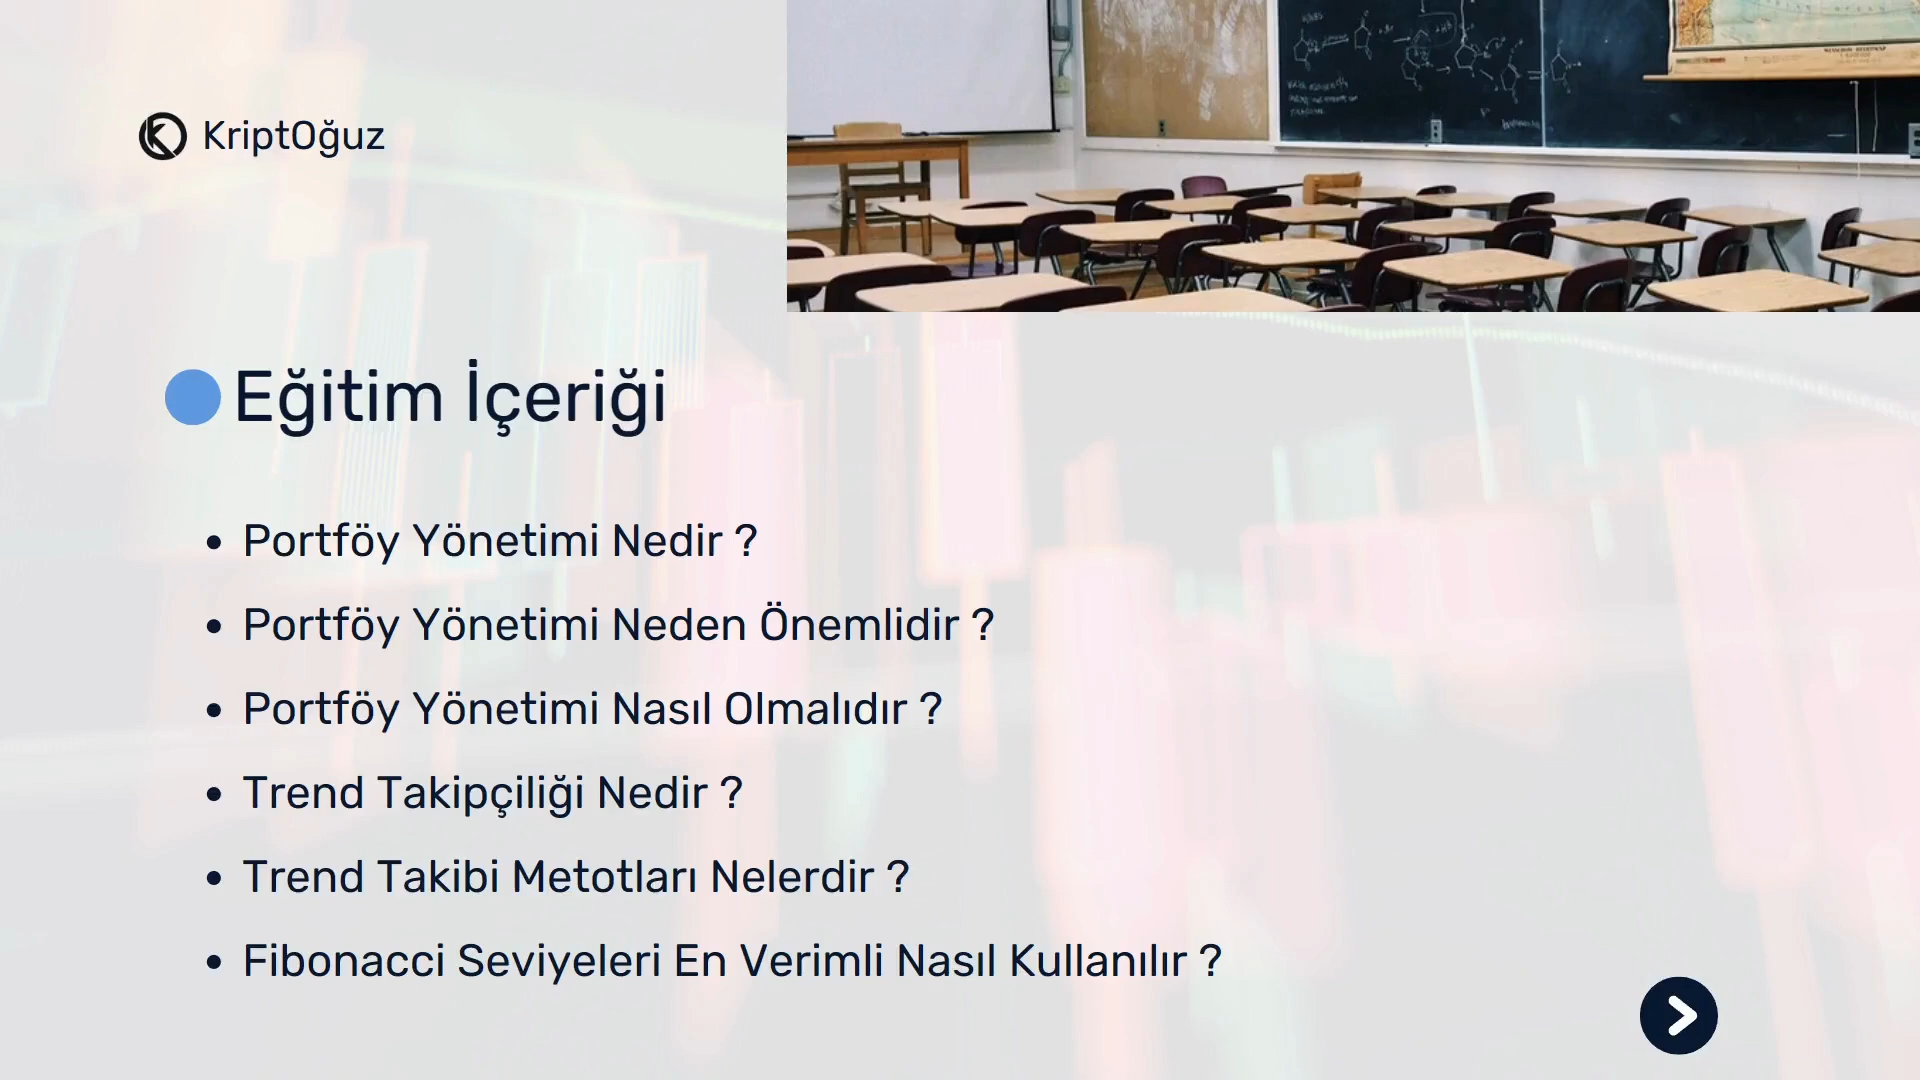 KriptOğuz
Eğitim İçeriği
• Portföy Yönetimi Nedir ?
• Portföy Yönetimi Neden Önemlidir ?
• Portföy Yönetimi Nasıl Olmalıdır ?
• Trend Takipçiliği Nedir ?
• Trend Takibi Metotları Nelerdir ?
• Fibonacci Seviyeleri En Verimli Nasıl Kullanılır ?